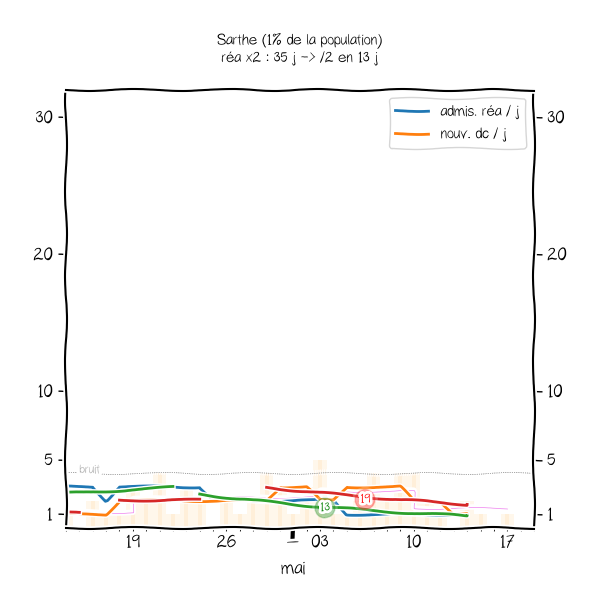 Sarthe (1% de la population)
réa x2 : 35 j -> /2 en 13 j
admis. réa / j
nouv. dc / j
30
30
20
20
10
10
5
5
bruit
19
13
1
1
19
26
03
10
17
mai